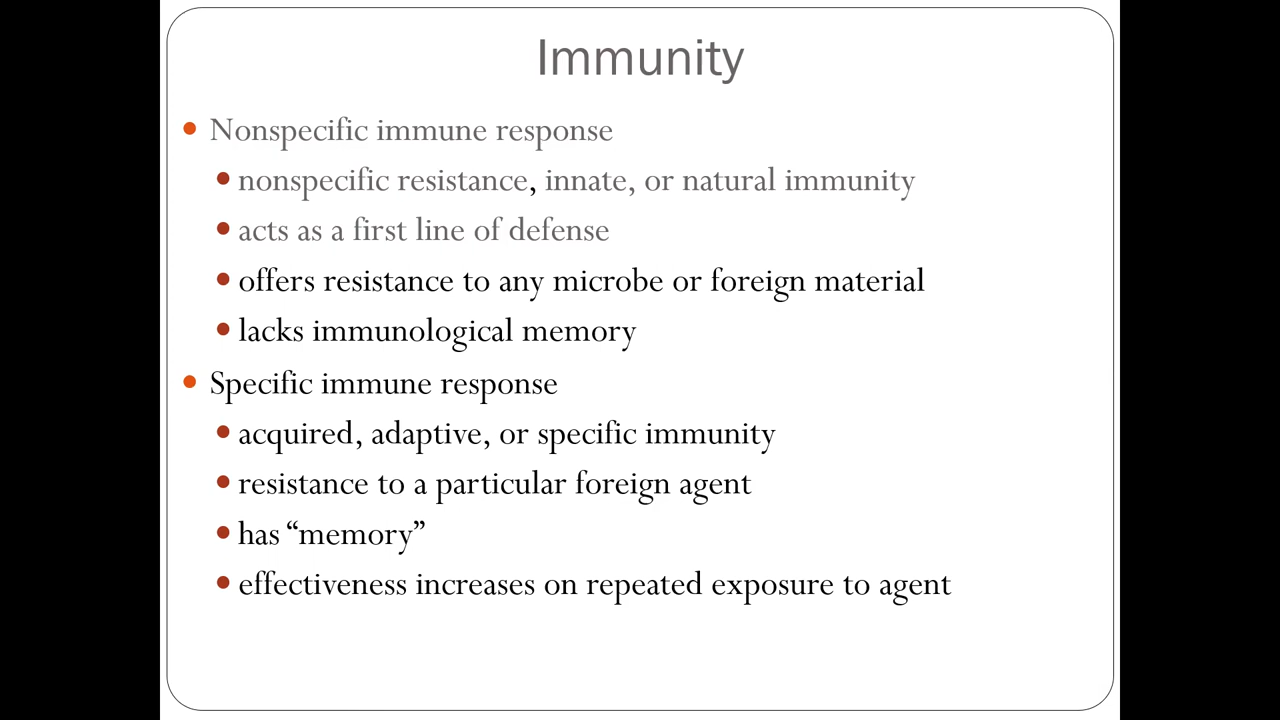 Immunity
Nonspecific immune response
nonspecific resistance, innate, or natural immunity
acts as a first line of defense
offers resistance to any microbe or foreign material
lacks immunological memory
Specific immune response
acquired, adaptive, or specific immunity
resistance to a particular foreign agent
has “memory”
effectiveness increases on repeated exposure to agent